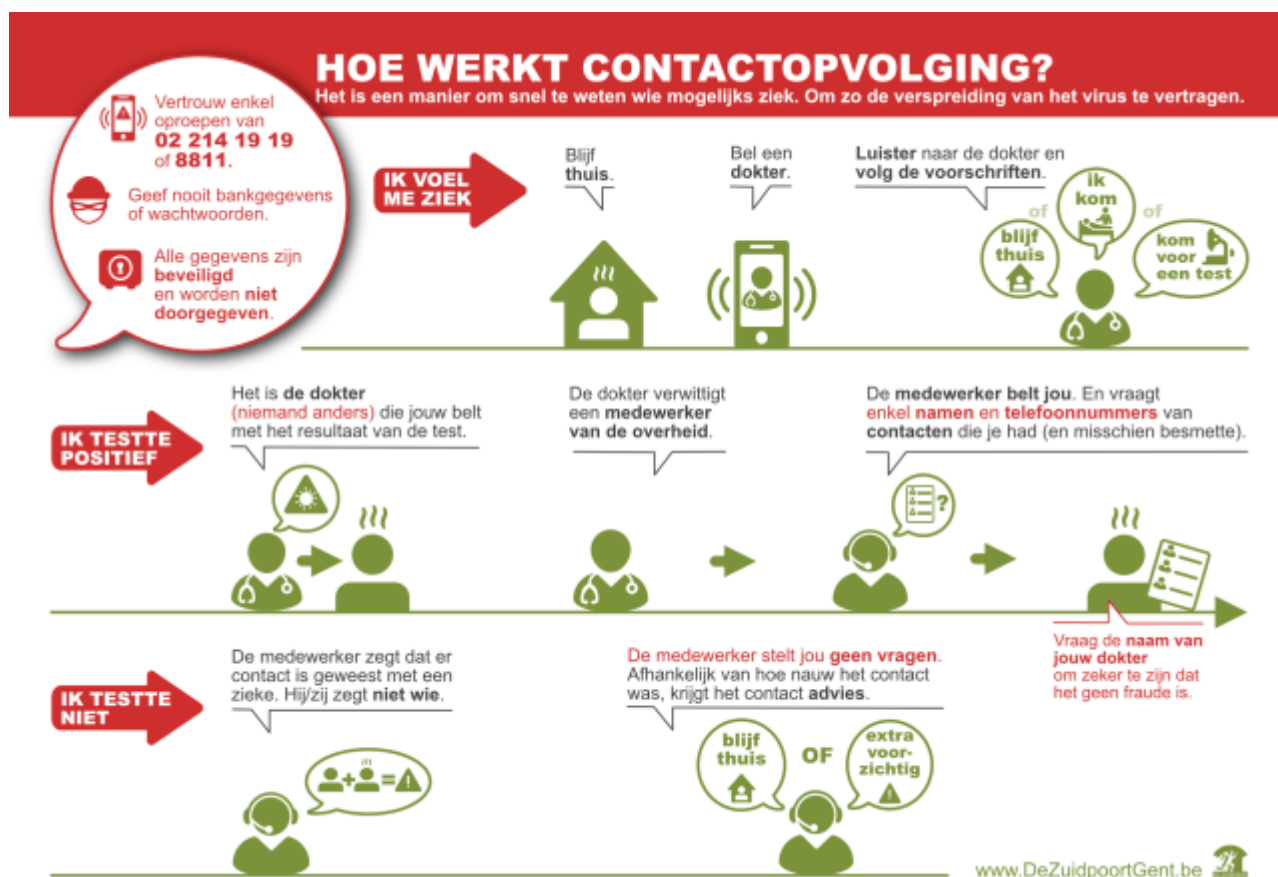 HOE WERKT CONTACTOPVOLGING?
Het is een manier om snel te weten wie mogelijks ziek. Om zo de verspreiding van het virus te vertragen.
Vertrouw enkel
oproepen van
02 214 19 19
of 8811.
Geef nooit bankgegevens
of wachtwoorden.
Alle gegevens zijn
beveiligd
en worden niet
doorgegeven.
IK VOEL
ME ZIEK
Blijf
thuis.
Bel een
dokter.
Luister naar de dokter en
volg de voorschriften.
blijf
thuis
of
ik
kom
of
kom
voor
een test
IK TESTTE
POSITIEF
Het is de dokter
(niemand anders) die jouw belt
met het resultaat van de test.
De dokter verwittigt
een medewerker
van de overheid.
De medewerker belt jou. En vraagt
enkel namen en telefoonnummers van
contacten die je had (en misschien besmette).
?
Vraag de naam van
jouw dokter
om zeker te zijn dat
het geen fraude is.
IK TESTTE
NIET
De medewerker zegt dat er
contact is geweest met een
zieke. Hij/zij zegt niet wie.
+ =
De medewerker stelt jou geen vragen.
Afhankelijk van hoe nauw het contact
was, krijgt het contact advies.
blijf
thuis
OF
extra
voor-
zichtig
www.DeZuidpoortGent.be